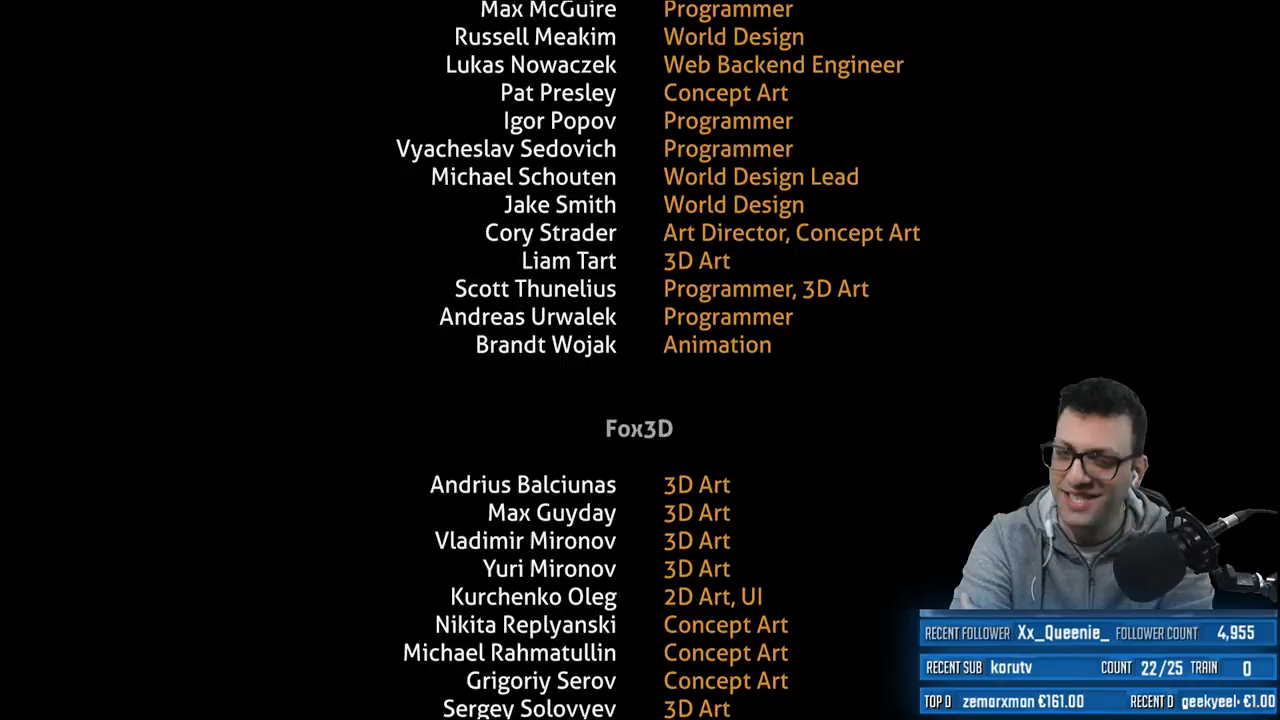 Max McGuire Programmer
Russell Meakim World Design
Lukas Nowaczek Web Backend Engineer
Pat Presley Concept Art
Igor Popov Programmer
Vyacheslav Sedovich Programmer
Michael Schouten World Design Lead
Jake Smith World Design
Cory Strader Art Director, Concept Art
Liam Tart 3D Art
Scott Thunelius Programmer, 3D Art
Andreas Urwalek Programmer
Brandt Wojak Animation
Fox3D
Andrius Balciunas 3D Art
Max Guyday 3D Art
Vladimir Mironov 3D Art
Yuri Mironov 3D Art
Kurchenko Oleg 2D Art, UI
Nikita Replyanski Concept Art
Michael Rahmatullin Concept Art
Grigoriy Serov Concept Art
Sergey Solovyev 3D Art
RECENT FOLLOWER Xx_Queenie_ FOLLOWER COUNT 4,955
RECENT SUB korutv COUNT 22/25 TRAIN 0
TOP D zemarxman €161.00 RECENT D geekyeel: €1.00